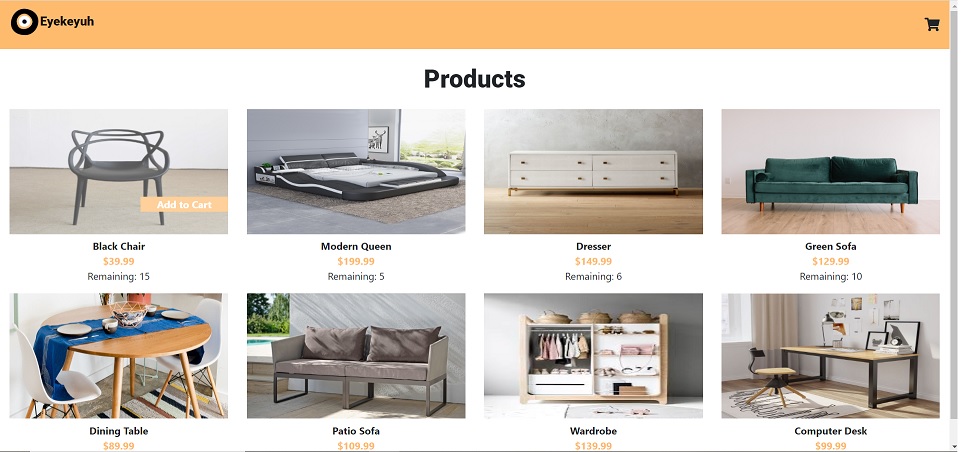 Eyekeyuh
Products
Add to Cart
Black Chair
$39.99
Remaining: 15
Modern Queen
$199.99
Remaining: 5
Dresser
$149.99
Remaining: 6
Green Sofa
$129.99
Remaining: 10
Dining Table
$89.99
Patio Sofa
$109.99
Wardrobe
$139.99
Computer Desk
$99.99